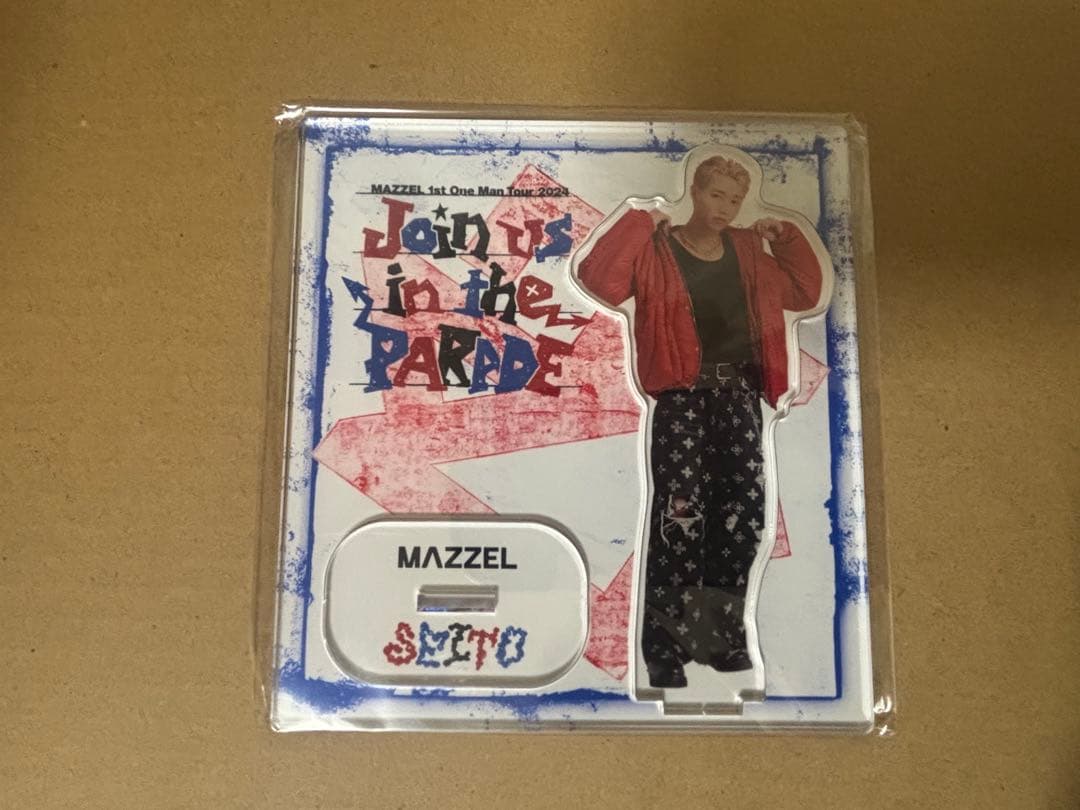 MAZZEL 1st One Man Tour 2024
Join us
in the
PARADE
MAZZEL
SEITO